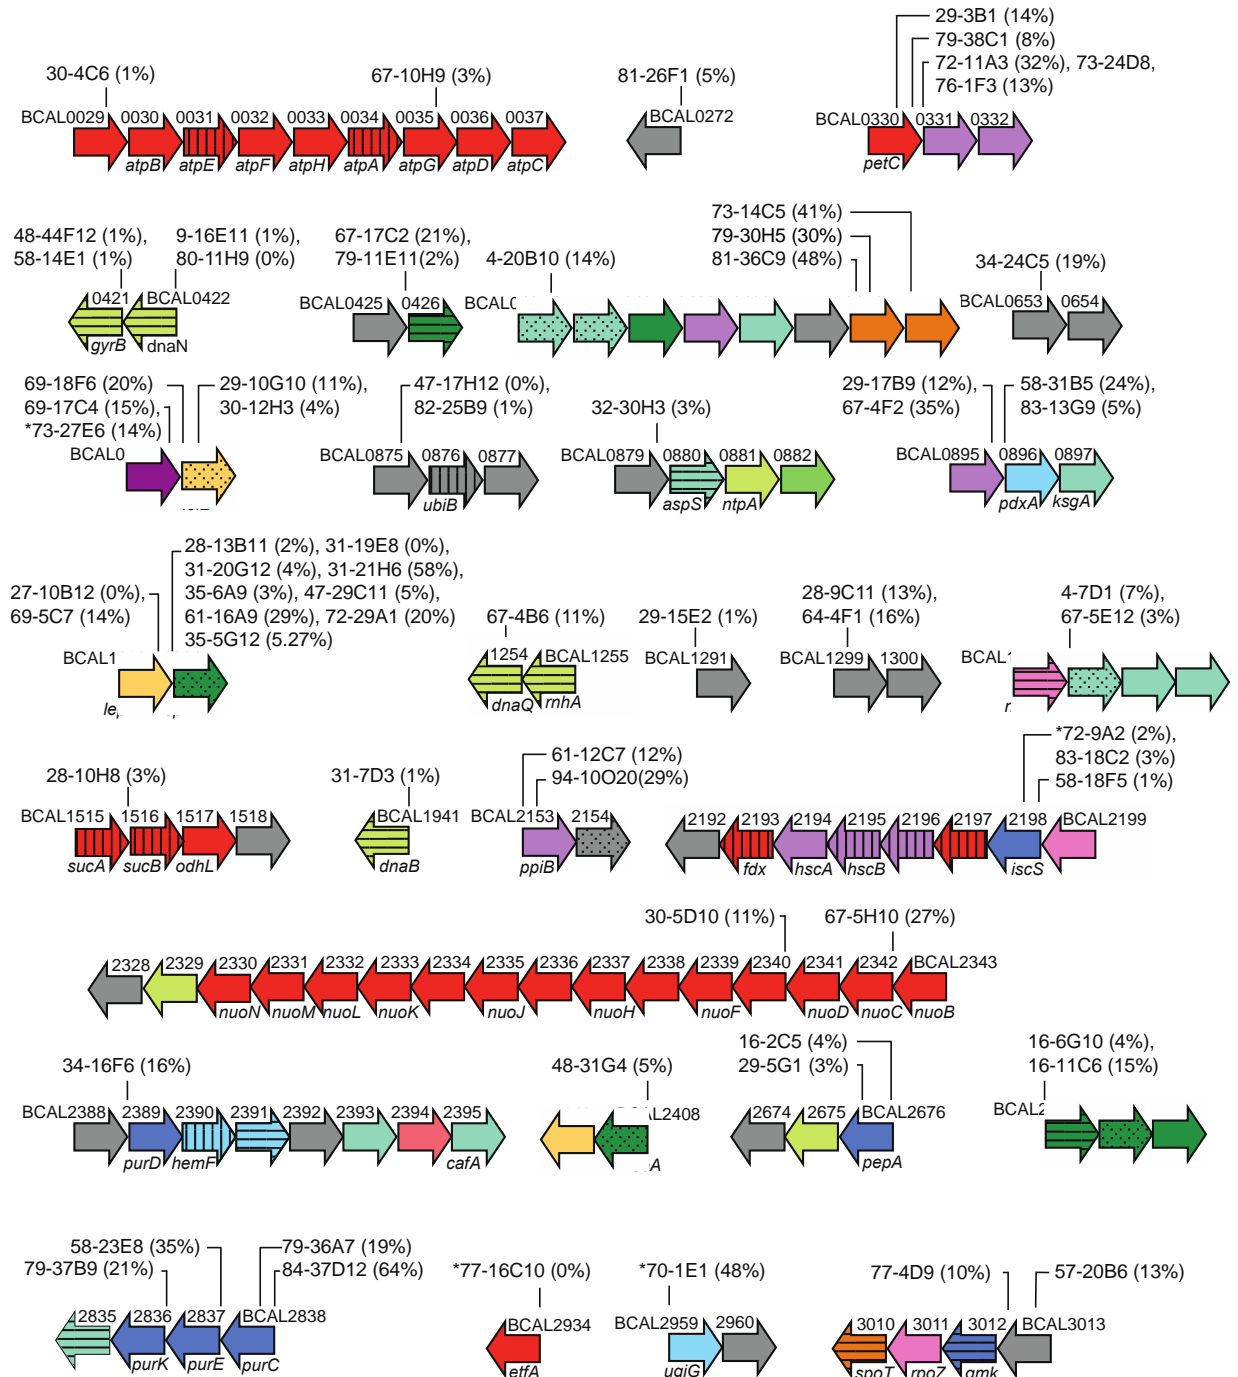 30-4C6 (1%)
67-10H9 (3%)
BCAL0029 0030 0031 0032 0033 0034 0035 0036 0037
atpB atpE atpF atpH atpA atpG atpD atpC
81-26F1 (5%)
BCAL0272
29-3B1 (14%)
79-38C1 (8%)
72-11A3 (32%), 73-24D8,
76-1F3 (13%)
BCAL0330 0331 0332
petC
48-44F12 (1%),
58-14E1 (1%)
9-16E11 (1%),
80-11H9 (0%)
0421 BCAL0422
gyrB dnaN
67-17C2 (21%),
79-11E11(2%)
BCAL0425 0426
4-20B10 (14%)
73-14C5 (41%)
79-30H5 (30%)
81-36C9 (48%)
34-24C5 (19%)
BCAL0653 0654
69-18F6 (20%)
69-17C4 (15%),
*73-27E6 (14%)
29-10G10 (11%),
30-12H3 (4%)
BCAL0
47-17H12 (0%),
82-25B9 (1%)
BCAL0875 0876 0877
ubiB
32-30H3 (3%)
BCAL0879 0880 0881 0882
aspS ntpA
29-17B9 (12%),
67-4F2 (35%)
58-31B5 (24%),
83-13G9 (5%)
BCAL0895 0896 0897
pdxA ksgA
27-10B12 (0%),
69-5C7 (14%)
28-13B11 (2%), 31-19E8 (0%),
31-20G12 (4%), 31-21H6 (58%),
35-6A9 (3%), 47-29C11 (5%),
61-16A9 (29%), 72-29A1 (20%)
35-5G12 (5.27%)
BCAL1
67-4B6 (11%)
1254 BCAL1255
dnaQ rnhA
29-15E2 (1%)
BCAL1291
28-9C11 (13%),
64-4F1 (16%)
BCAL1299 1300
4-7D1 (7%),
67-5E12 (3%)
28-10H8 (3%)
BCAL1515 1516 1517 1518
sucA sucB odhL
31-7D3 (1%)
BCAL1941
dnaB
61-12C7 (12%)
94-10O20(29%)
BCAL2153 2154
ppiB
*72-9A2 (2%),
83-18C2 (3%)
58-18F5 (1%)
2192 2193 2194 2195 2196 2197 2198 BCAL2199
fdx hscA hscB iscS
30-5D10 (11%)
67-5H10 (27%)
2328 2329 2330 2331 2332 2333 2334 2335 2336 2337 2338 2339 2340 2341 2342 BCAL2343
nuoN nuoM nuoL nuoK nuoJ nuoH nuoF nuoD nuoC nuoB
34-16F6 (16%)
BCAL2388 2389 2390 2391 2392 2393 2394 2395
purD hemF cafA
48-31G4 (5%)
16-2C5 (4%)
29-5G1 (3%)
2674 2675 BCAL2676
pepA
16-6G10 (4%),
16-11C6 (15%)
58-23E8 (35%)
79-37B9 (21%)
79-36A7 (19%)
84-37D12 (64%)
2835 2836 2837 BCAL2838
purK purE purC
*77-16C10 (0%)
BCAL2934
etfA
*70-1E1 (48%)
BCAL2959 2960
ugiG
77-4D9 (10%)
57-20B6 (13%)
3010 3011 3012 BCAL3013
spoT rpoZ gmk